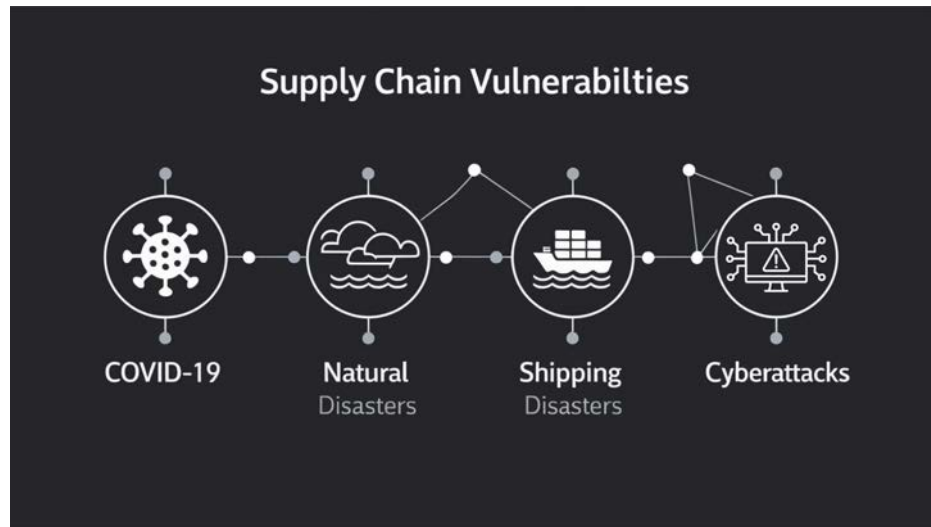 Supply Chain Vulnerabilties
COVID-19
Natural
Disasters
Shipping
Disasters
Cyberattacks